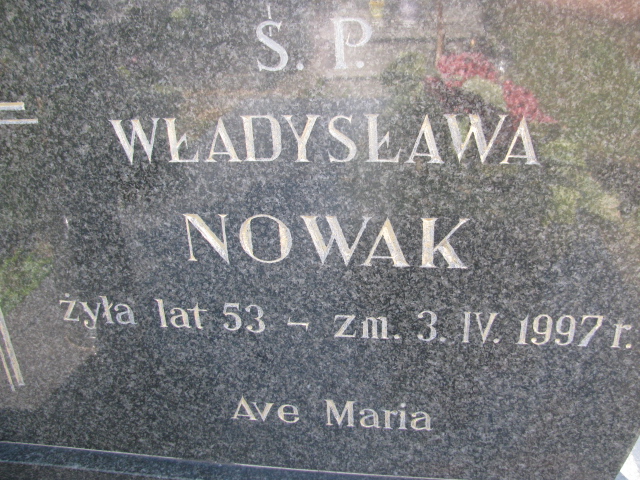 Ś. P.
WŁADYSŁAWA
NOWAK
żyła lat 53 - zm. 3. IV. 1997 r.
Ave Maria